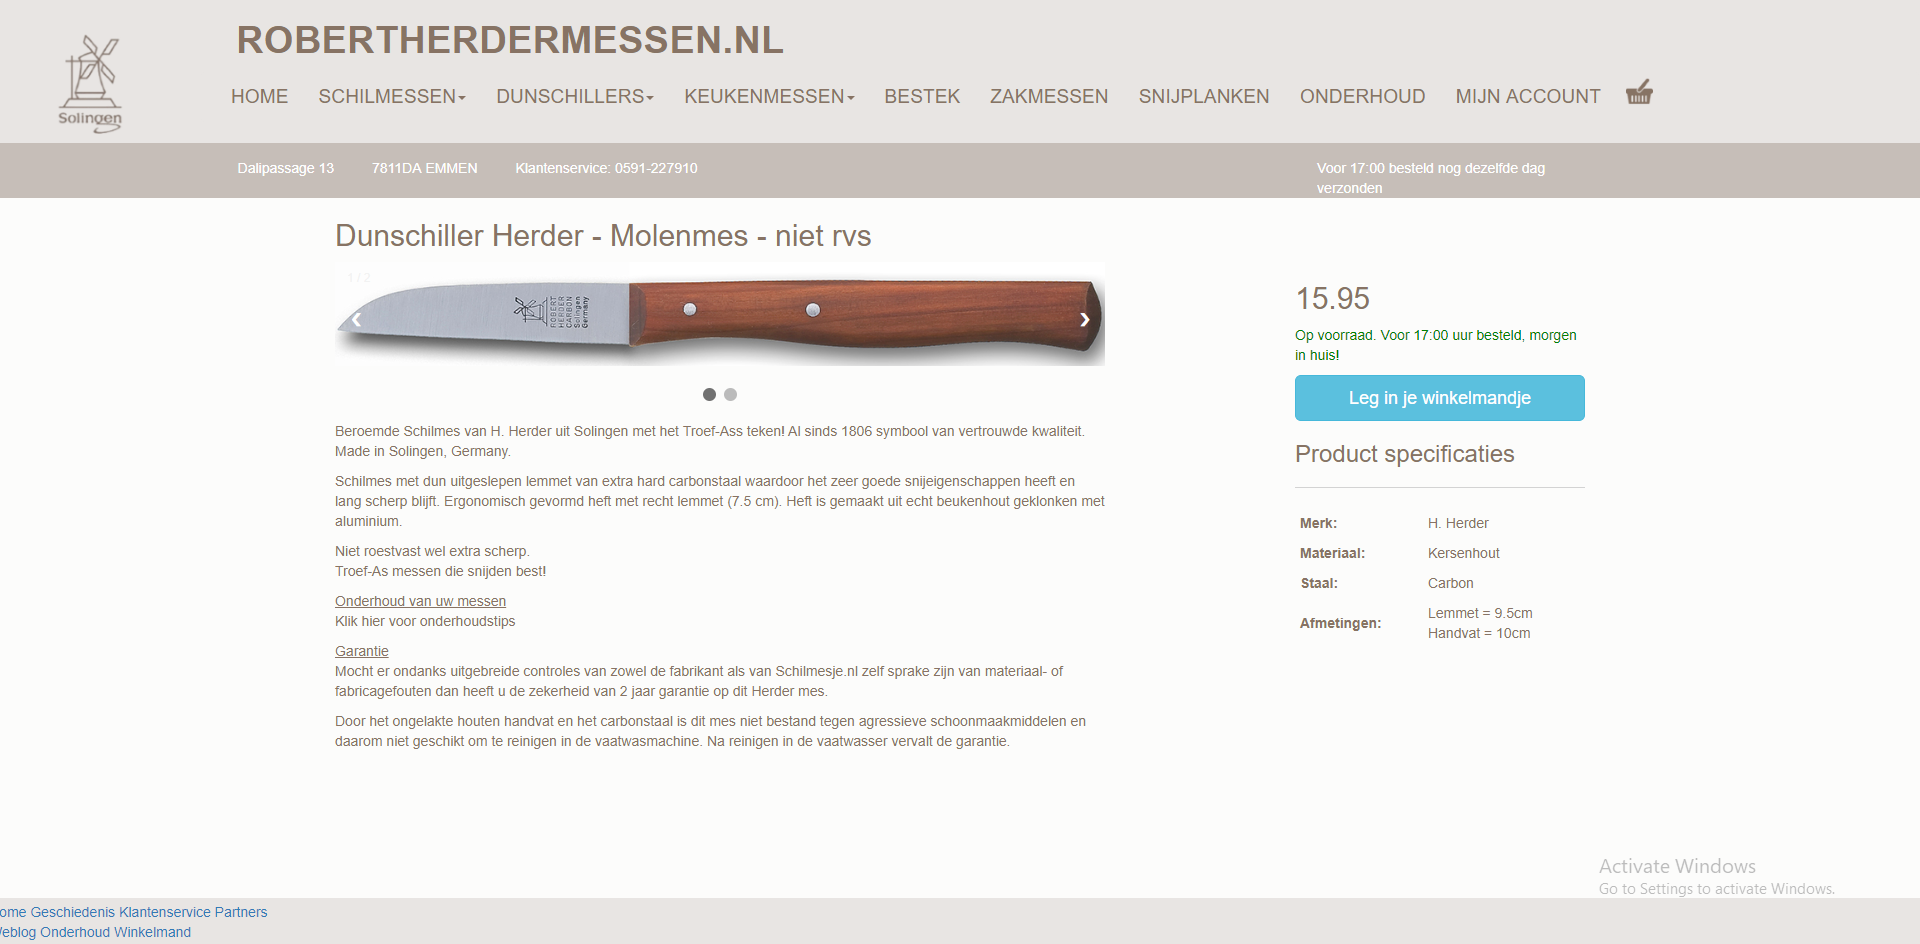 ROBERTHERDERMESSEN.NL
Solingen
HOME SCHILMESSEN DUNSCHILLERS KEUKENMESSEN BESTEK ZAKMESSEN SNIJPLANKEN ONDERHOUD MIJN ACCOUNT
Dalipassage 13 7811DA EMMEN Klantenservice: 0591-227910
Voor 17:00 besteld nog dezelfde dag
verzonden
Dunschiller Herder - Molenmes - niet rvs
1 / 2
ROBERT
HERDER
CARBON
Solingen
Germany
Beroemde Schilmes van H. Herder uit Solingen met het Troef-Ass teken! Al sinds 1806 symbool van vertrouwde kwaliteit.
Made in Solingen, Germany.
Schilmes met dun uitgeslepen lemmet van extra hard carbonstaal waardoor het zeer goede snijeigenschappen heeft en
lang scherp blijft. Ergonomisch gevormd heft met recht lemmet (7.5 cm). Heft is gemaakt uit echt beukenhout geklonken met
aluminium.
Niet roestvast wel extra scherp.
Troef-As messen die snijden best!
Onderhoud van uw messen
Klik hier voor onderhoudstips
Garantie
Mocht er ondanks uitgebreide controles van zowel de fabrikant als van Schilmesje.nl zelf sprake zijn van materiaal- of
fabricagefouten dan heeft u de zekerheid van 2 jaar garantie op dit Herder mes.
Door het ongelakte houten handvat en het carbonstaal is dit mes niet bestand tegen agressieve schoonmaakmiddelen en
daarom niet geschikt om te reinigen in de vaatwasmachine. Na reinigen in de vaatwasser vervalt de garantie.
15.95
Op voorraad. Voor 17:00 uur besteld, morgen
in huis!
Leg in je winkelmandje
Product specificaties
Merk: H. Herder
Materiaal: Kersenhout
Staal: Carbon
Afmetingen: Lemmet = 9.5cm
Handvat = 10cm
Activate Windows
Go to Settings to activate Windows.
ome Geschiedenis Klantenservice Partners
eblog Onderhoud Winkelmand